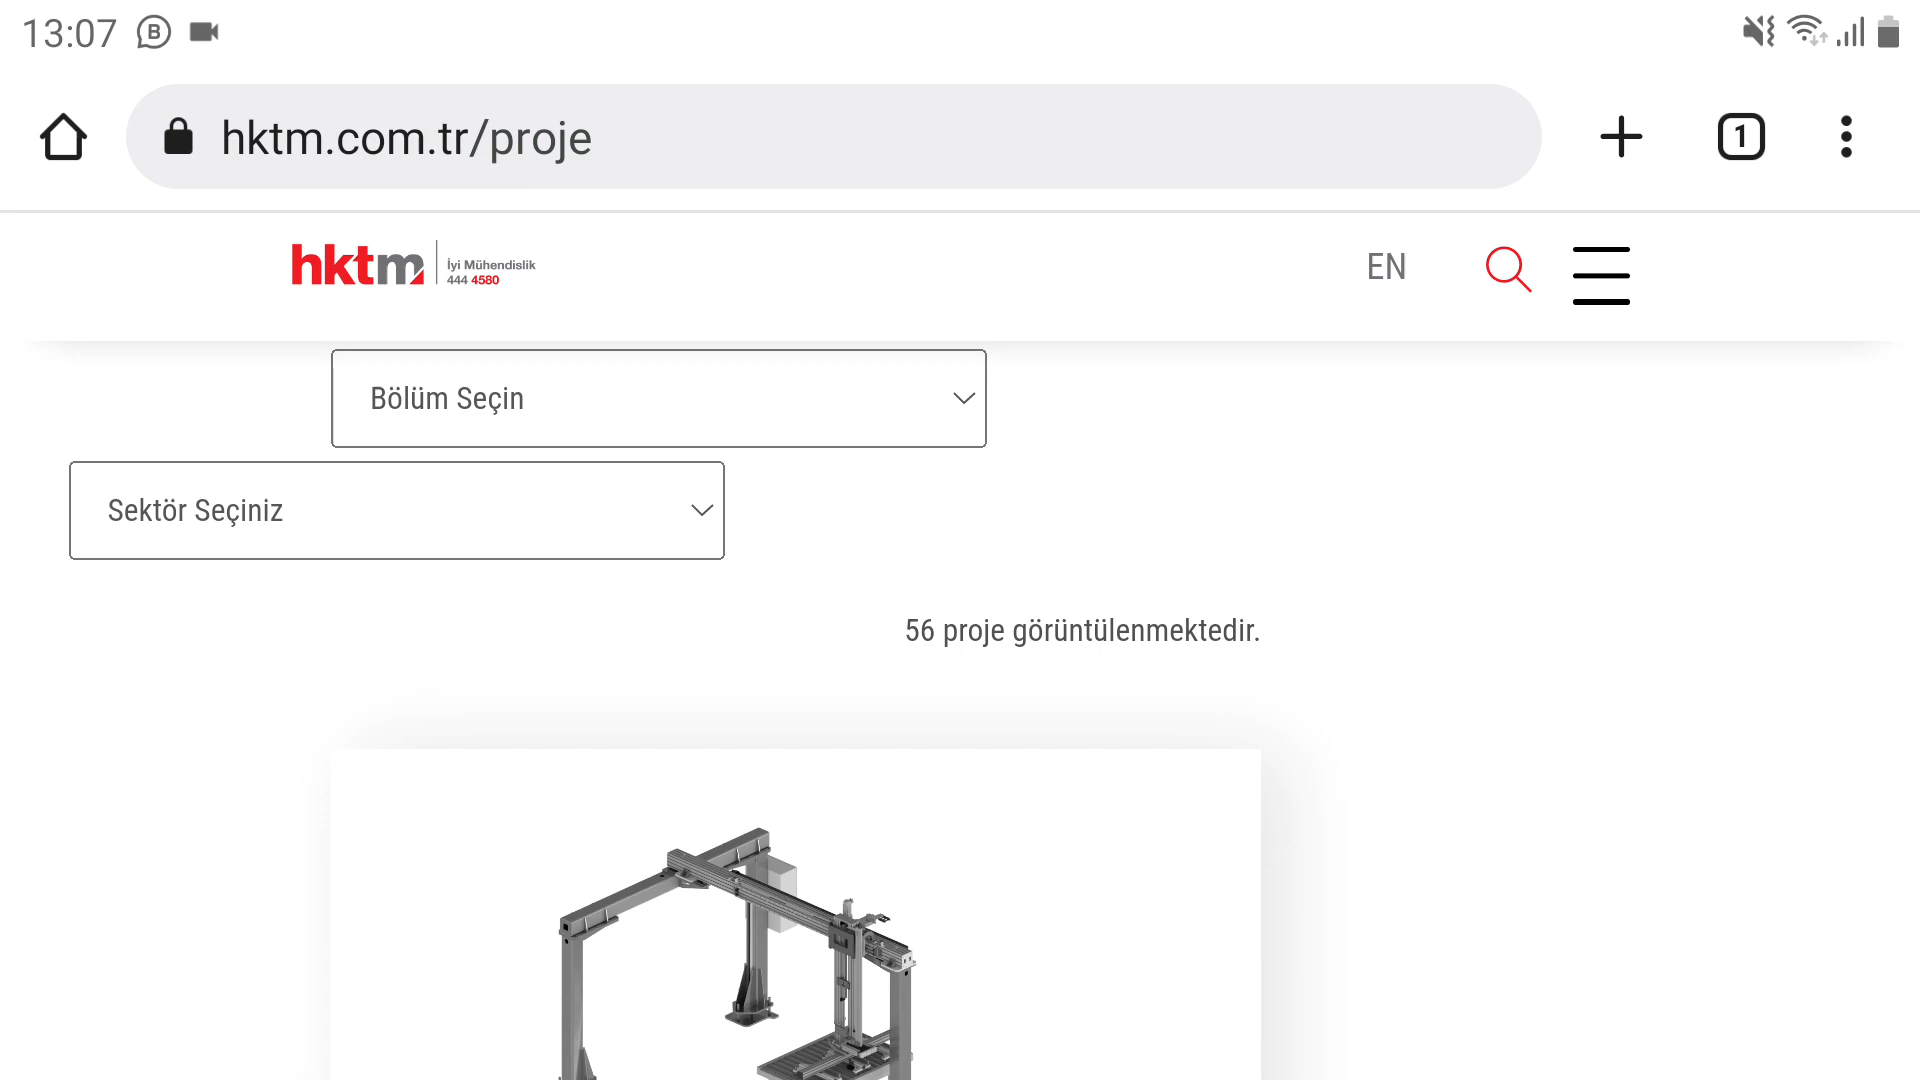 13:07
hktm.com.tr/proje
1
hktm İyi Mühendislik
444 4580
EN
Bölüm Seçin
Sektör Seçiniz
56 proje görüntülenmektedir.